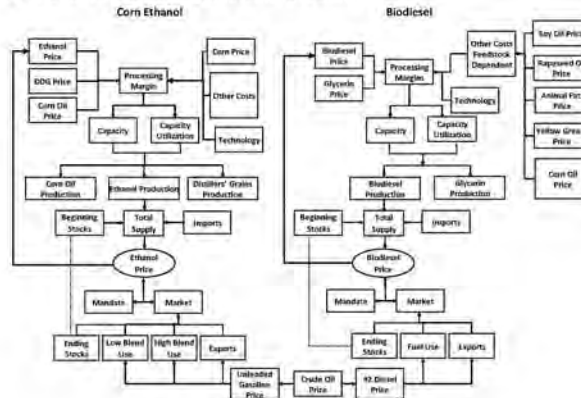 Corn Ethanol
Biodiesel
Ethanol
Price
DDG Price
Corn Oil
Price
Processing
Margin
Corn Price
Other Costs
Technology
Capacity
Capacity
Utilization
Corn Oil
Production
Ethanol Production
Distillers' Grains
Production
Beginning
Stocks
Total
Supply
Imports
Ethanol
Price
Mandate
Market
Ending
Stocks
Low Blend
Use
High Blend
Use
Exports
Unleaded
Gasoline
Price
Crude Oil
Price
#2 Diesel
Price
Biodiesel
Price
Glycerin
Price
Processing
Margins
Other Costs
Feedstock
Dependent
Technology
Soy Oil Price
Rapeseed O
Price
Animal Fats
Price
Yellow Greas
Price
Corn Oil
Price
Capacity
Capacity
Utilization
Biodiesel
Production
Glycerin
Production
Beginning
Stocks
Total
Supply
Imports
Biodiesel
Price
Mandate
Market
Ending
Stocks
Fuel Use
Exports